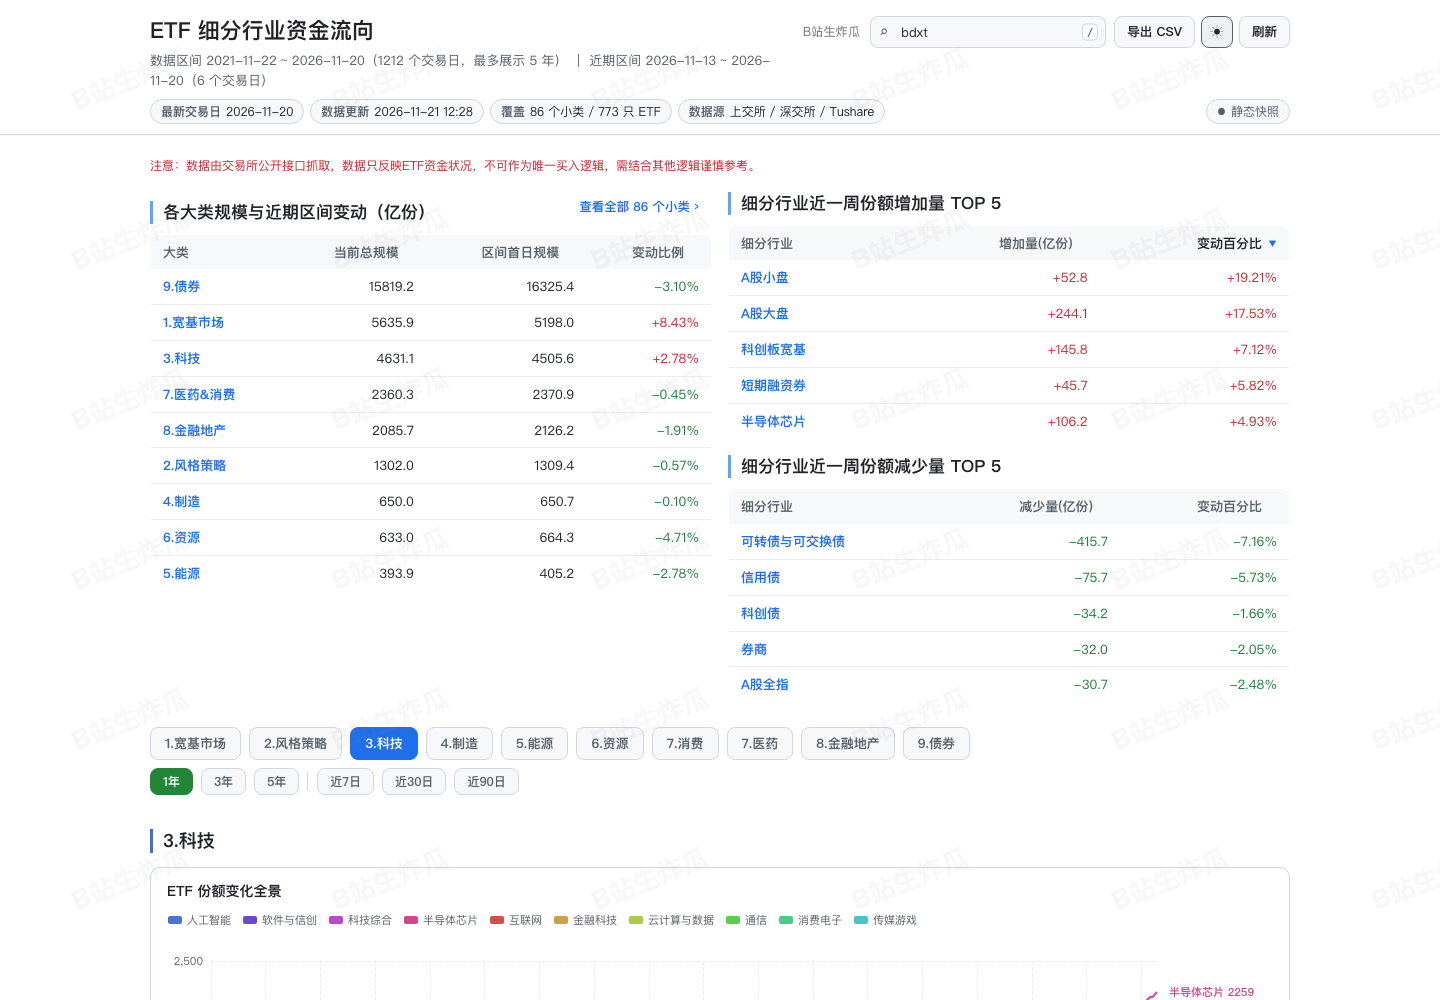 ETF 细分行业资金流向
B站生炸瓜
bdxt
/
导出 CSV
刷新
数据区间 2021-11-22 ~ 2026-11-20（1212 个交易日，最多展示 5 年） | 近期区间 2026-11-13 ~ 2026-
11-20（6 个交易日）
最新交易日 2026-11-20
数据更新 2026-11-21 12:28
覆盖 86 个小类 / 773 只 ETF
数据源 上交所 / 深交所 / Tushare
静态快照
注意：数据由交易所公开接口抓取，数据只反映ETF资金状况，不可作为唯一买入逻辑，需结合其他逻辑谨慎参考。
各大类规模与近期区间变动（亿份）
查看全部 86 个小类 ›
大类 当前总规模 区间首日规模 变动比例
9.债券 15819.2 16325.4 -3.10%
1.宽基市场 5635.9 5198.0 +8.43%
3.科技 4631.1 4505.6 +2.78%
7.医药&消费 2360.3 2370.9 -0.45%
8.金融地产 2085.7 2126.2 -1.91%
2.风格策略 1302.0 1309.4 -0.57%
4.制造 650.0 650.7 -0.10%
6.资源 633.0 664.3 -4.71%
5.能源 393.9 405.2 -2.78%
细分行业近一周份额增加量 TOP 5
细分行业 增加量(亿份) 变动百分比 ▼
A股小盘 +52.8 +19.21%
A股大盘 +244.1 +17.53%
科创板宽基 +145.8 +7.12%
短期融资券 +45.7 +5.82%
半导体芯片 +106.2 +4.93%
细分行业近一周份额减少量 TOP 5
细分行业 减少量(亿份) 变动百分比
可转债与可交换债 -415.7 -7.16%
信用债 -75.7 -5.73%
科创债 -34.2 -1.66%
券商 -32.0 -2.05%
A股全指 -30.7 -2.48%
1.宽基市场 2.风格策略 3.科技 4.制造 5.能源 6.资源 7.消费 7.医药 8.金融地产 9.债券
1年 3年 5年 近7日 近30日 近90日
3.科技
ETF 份额变化全景
人工智能 软件与信创 科技综合 半导体芯片 互联网 金融科技 云计算与数据 通信 消费电子 传媒游戏
2,500
半导体芯片 2259